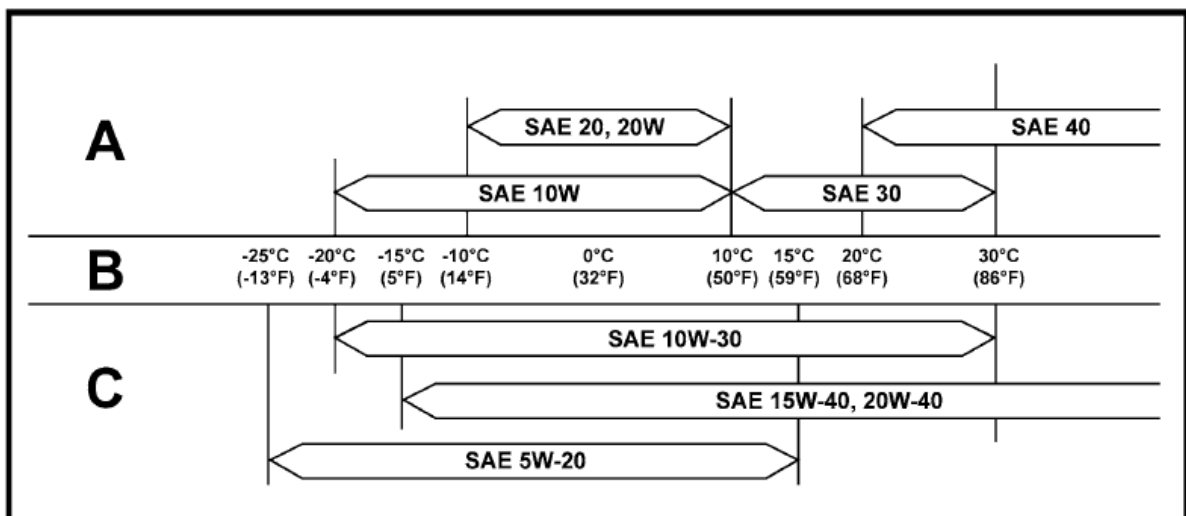 A
SAE 20, 20W
SAE 40
SAE 10W
SAE 30
B
-25°C -20°C -15°C -10°C 0°C 10°C 15°C 20°C 30°C
(-13°F) (-4°F) (5°F) (14°F) (32°F) (50°F) (59°F) (68°F) (86°F)
C
SAE 10W-30
SAE 15W-40, 20W-40
SAE 5W-20